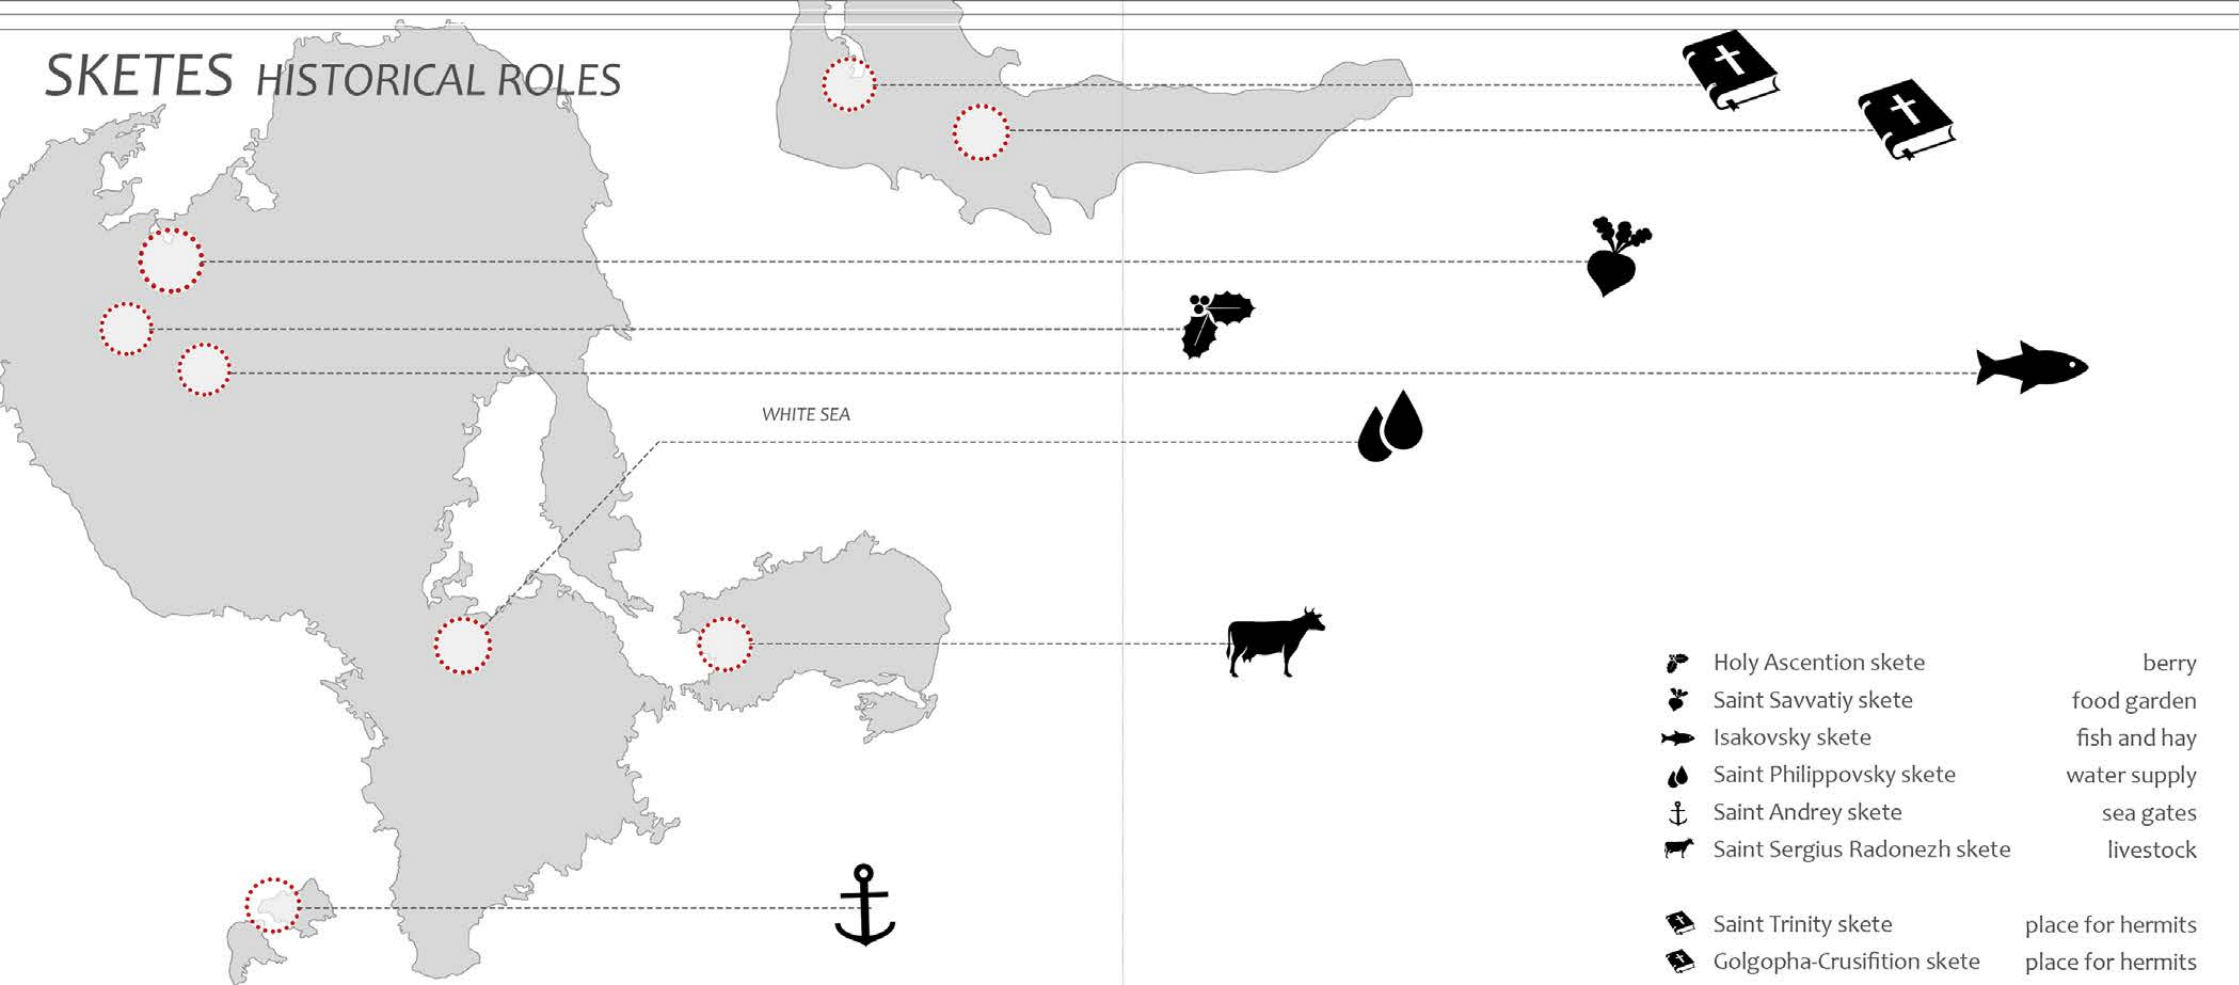 SKETES HISTORICAL ROLES
WHITE SEA
Holy Ascention skete berry
Saint Savvatiy skete food garden
Isakovsky skete fish and hay
Saint Philippovsky skete water supply
Saint Andrey skete sea gates
Saint Sergius Radonezh skete livestock
Saint Trinity skete place for hermits
Golgopha-Crusifition skete place for hermits